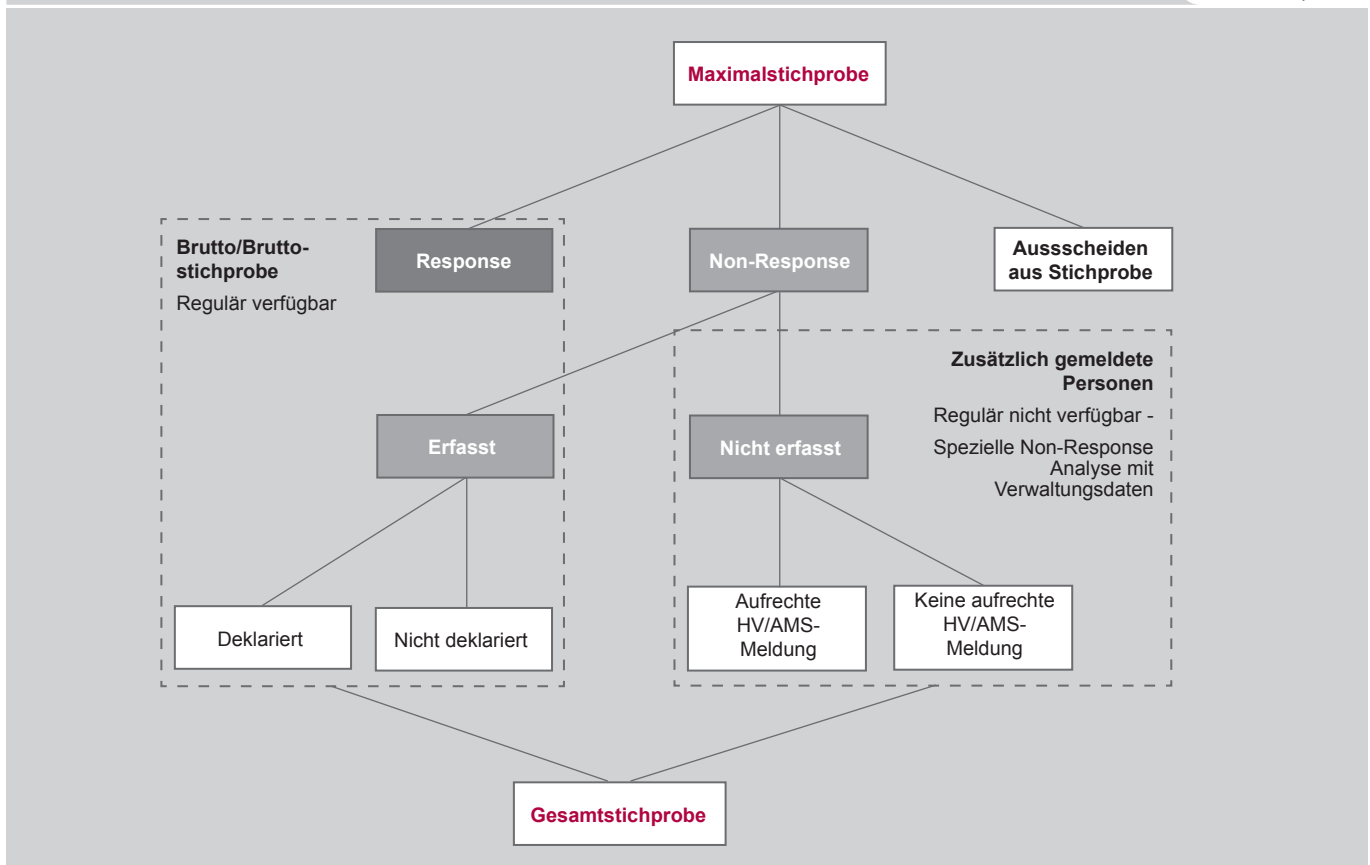 Maximalstichprobe
Brutto/Brutto-
stichprobe
Regulär verfügbar
Response
Non-Response
Aussscheiden
aus Stichprobe
Zusätzlich gemeldete
Personen
Regulär nicht verfügbar -
Spezielle Non-Response
Analyse mit
Verwaltungsdaten
Erfasst
Nicht erfasst
Deklariert
Nicht deklariert
Aufrechte
HV/AMS-
Meldung
Keine aufrechte
HV/AMS-
Meldung
Gesamtstichprobe